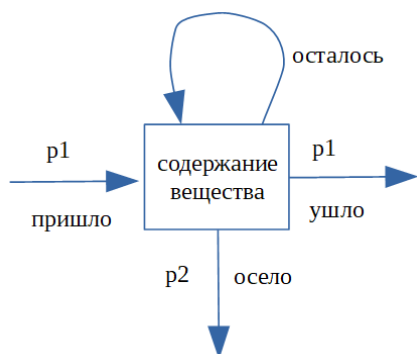 осталось
p1
пришло
содержание
вещества
p1
ушло
p2
осело